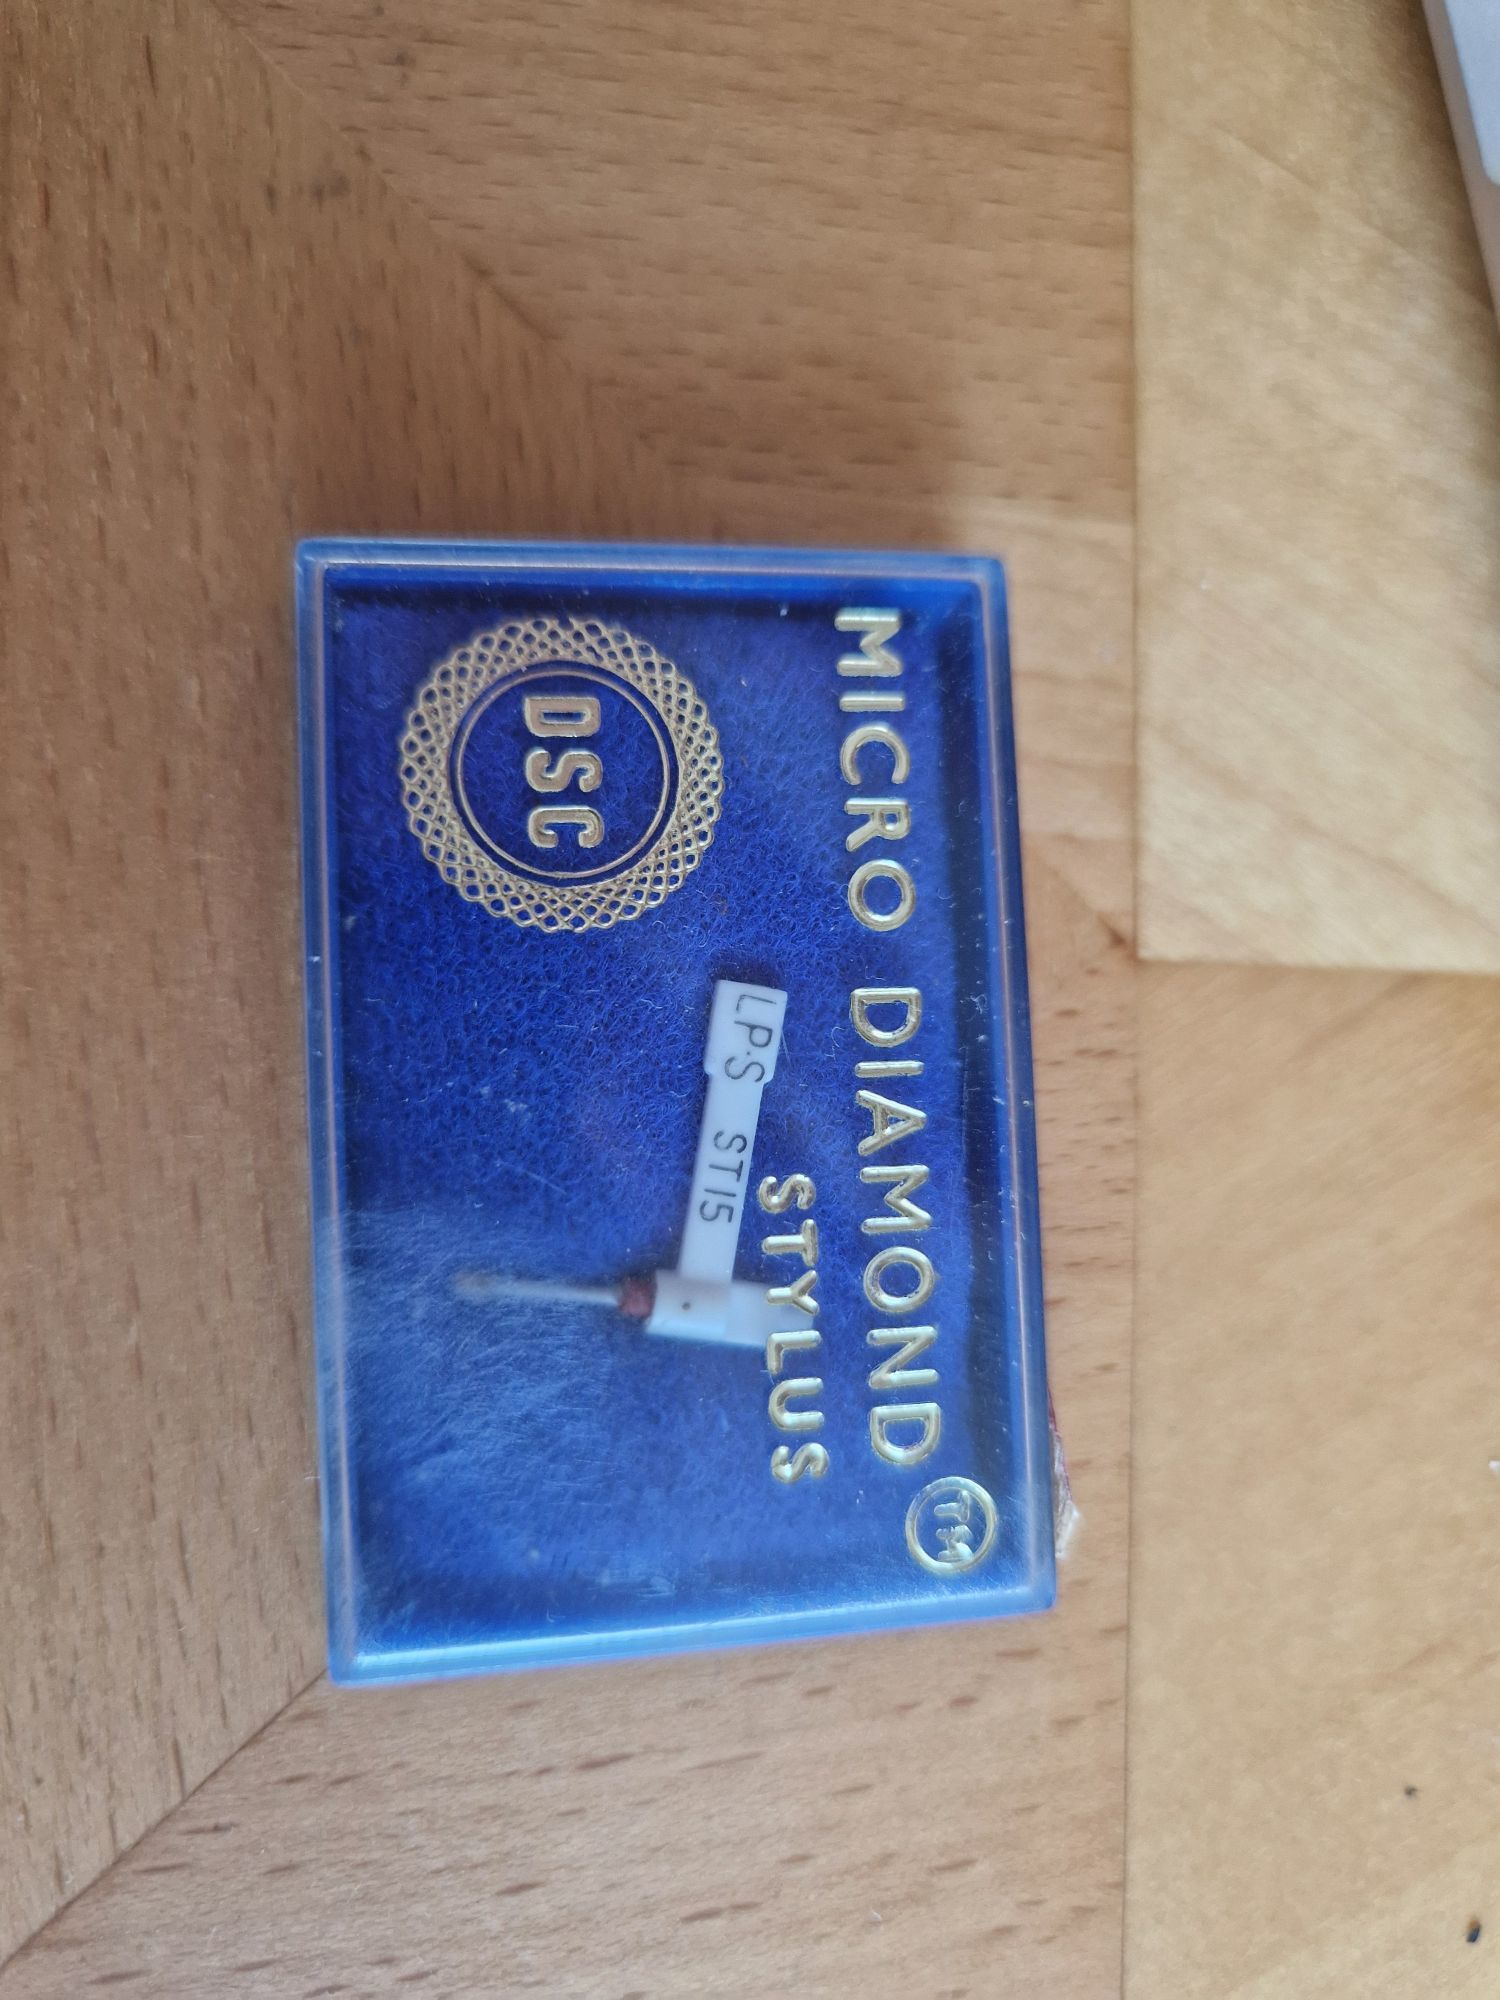 MICRO DIAMOND TM
STYLUS
LP-S ST15
DSC